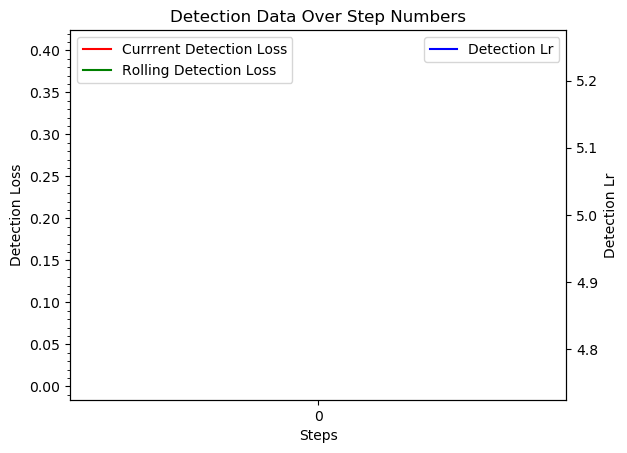 Detection Data Over Step Numbers
Currrent Detection Loss
Rolling Detection Loss
Detection Lr
Detection Loss
0.40
0.35
0.30
0.25
0.20
0.15
0.10
0.05
0.00
5.2
5.1
5.0
4.9
4.8
Detection Lr
0
Steps